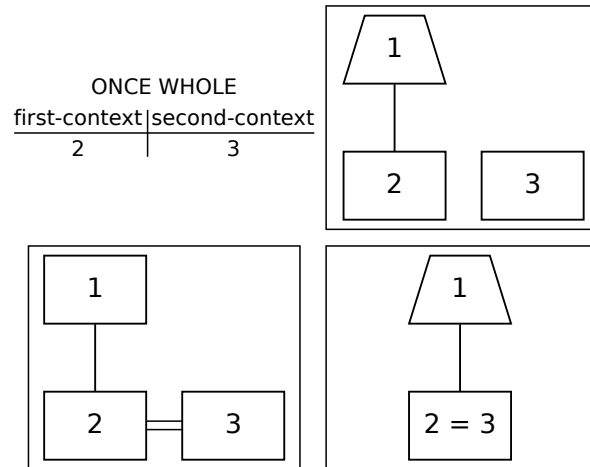 ONCE WHOLE
first-context second-context
2 3
1
2 3
1
2 3
1
2 = 3